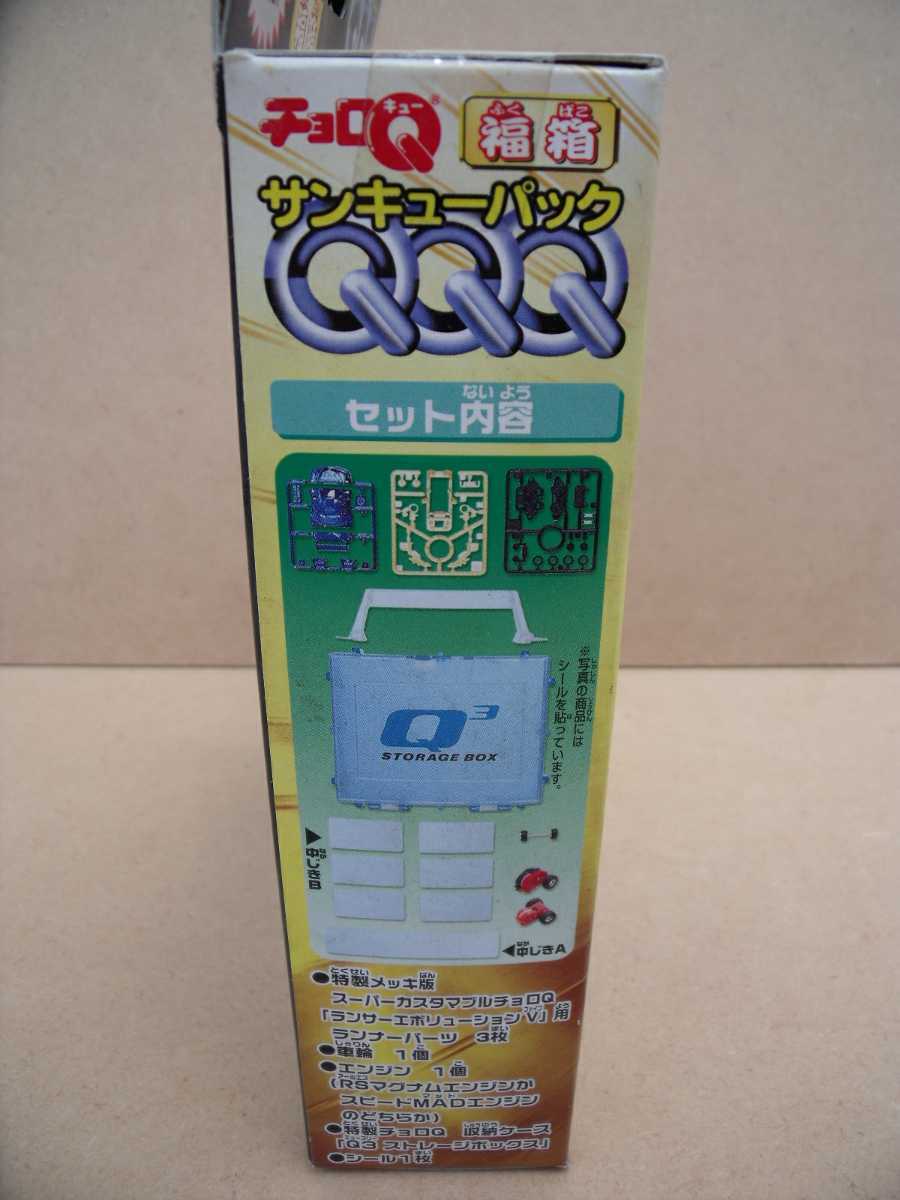 チョロQ® 福箱
キュー ふく ばこ
サンキューパック
QQQ
ない よう
セット内容
Q3
STORAGE BOX
※写真の商品には
シールを貼っています。
中じきB
中じきA
●特製メッキ版
スーパーカスタマブルチョロQ
「ランサーエボリューションV」用
ランナーパーツ 3枚
●車輪 1個
●エンジン 1個
(RSマグナムエンジンか
スピードMADエンジン
のどちらか)
●特製チョロQ 収納ケース
「Q3 ストレージボックス」
●シール1枚